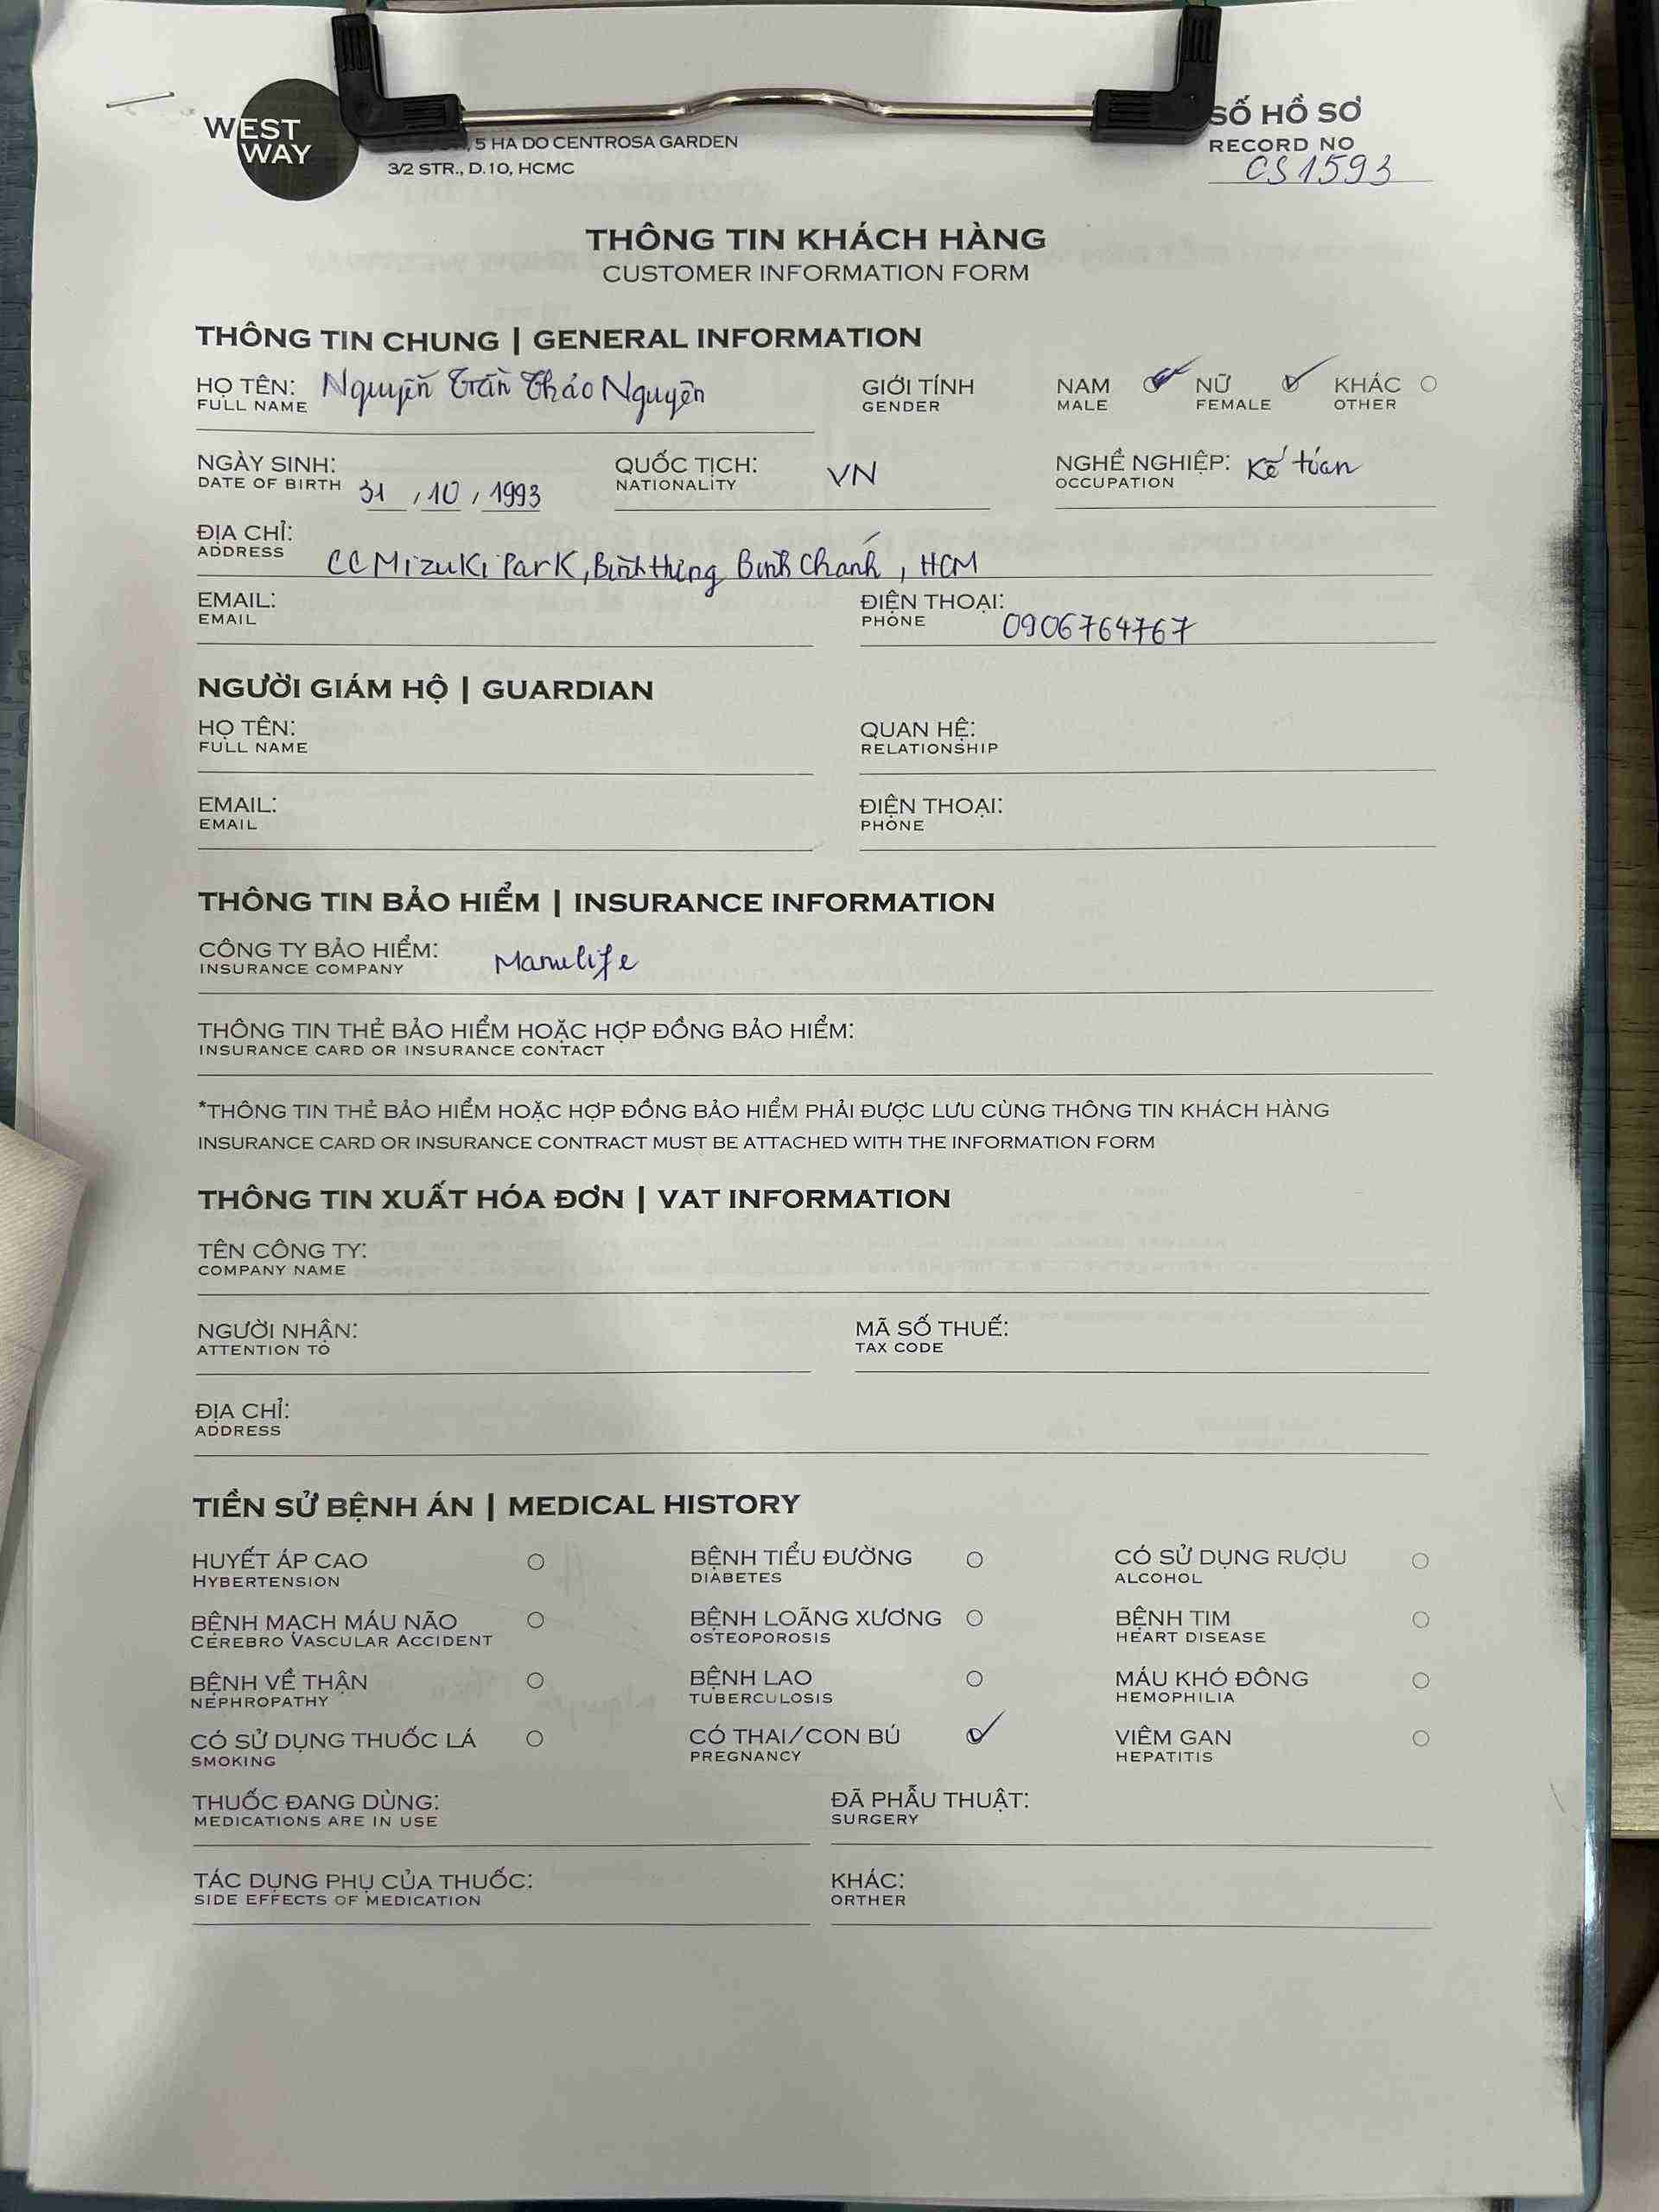 WEST
WAY
5 HA DO CENTROSA GARDEN
3/2 STR., D.10, HCMC
SỐ HỒ SƠ
RECORD NO
CS1593
THÔNG TIN KHÁCH HÀNG
CUSTOMER INFORMATION FORM
THÔNG TIN CHUNG | GENERAL INFORMATION
HỌ TÊN: Nguyễn Trần Thảo Nguyên GIỚI TÍNH NAM NỮ KHÁC
FULL NAME GENDER MALE FEMALE OTHER
NGÀY SINH: QUỐC TỊCH: VN NGHỀ NGHIỆP: Kế tóan
DATE OF BIRTH 31 / 10 / 1993 NATIONALITY OCCUPATION
ĐỊA CHỈ:
ADDRESS CC Mizuki Park, Bình Hưng, Bình Chánh, HCM
EMAIL: ĐIỆN THOẠI:
EMAIL PHONE 0906764767
NGƯỜI GIÁM HỘ | GUARDIAN
HỌ TÊN: QUAN HỆ:
FULL NAME RELATIONSHIP
EMAIL: ĐIỆN THOẠI:
EMAIL PHONE
THÔNG TIN BẢO HIỂM | INSURANCE INFORMATION
CÔNG TY BẢO HIỂM: Manulife
INSURANCE COMPANY
THÔNG TIN THẺ BẢO HIỂM HOẶC HỢP ĐỒNG BẢO HIỂM:
INSURANCE CARD OR INSURANCE CONTACT
*THÔNG TIN THẺ BẢO HIỂM HOẶC HỢP ĐỒNG BẢO HIỂM PHẢI ĐƯỢC LƯU CÙNG THÔNG TIN KHÁCH HÀNG
INSURANCE CARD OR INSURANCE CONTRACT MUST BE ATTACHED WITH THE INFORMATION FORM
THÔNG TIN XUẤT HÓA ĐƠN | VAT INFORMATION
TÊN CÔNG TY:
COMPANY NAME
NGƯỜI NHẬN: MÃ SỐ THUẾ:
ATTENTION TO TAX CODE
ĐỊA CHỈ:
ADDRESS
TIỀN SỬ BỆNH ÁN | MEDICAL HISTORY
HUYẾT ÁP CAO BỆNH TIỂU ĐƯỜNG CÓ SỬ DỤNG RƯỢU
HYBERTENSION DIABETES ALCOHOL
BỆNH MẠCH MÁU NÃO BỆNH LOÃNG XƯƠNG BỆNH TIM
CEREBRO VASCULAR ACCIDENT OSTEOPOROSIS HEART DISEASE
BỆNH VỀ THẬN BỆNH LAO MÁU KHÓ ĐÔNG
NEPHROPATHY TUBERCULOSIS HEMOPHILIA
CÓ SỬ DỤNG THUỐC LÁ CÓ THAI/CON BÚ VIÊM GAN
SMOKING PREGNANCY HEPATITIS
THUỐC ĐANG DÙNG: ĐÃ PHẪU THUẬT:
MEDICATIONS ARE IN USE SURGERY
TÁC DỤNG PHỤ CỦA THUỐC: KHÁC:
SIDE EFFECTS OF MEDICATION ORTHER